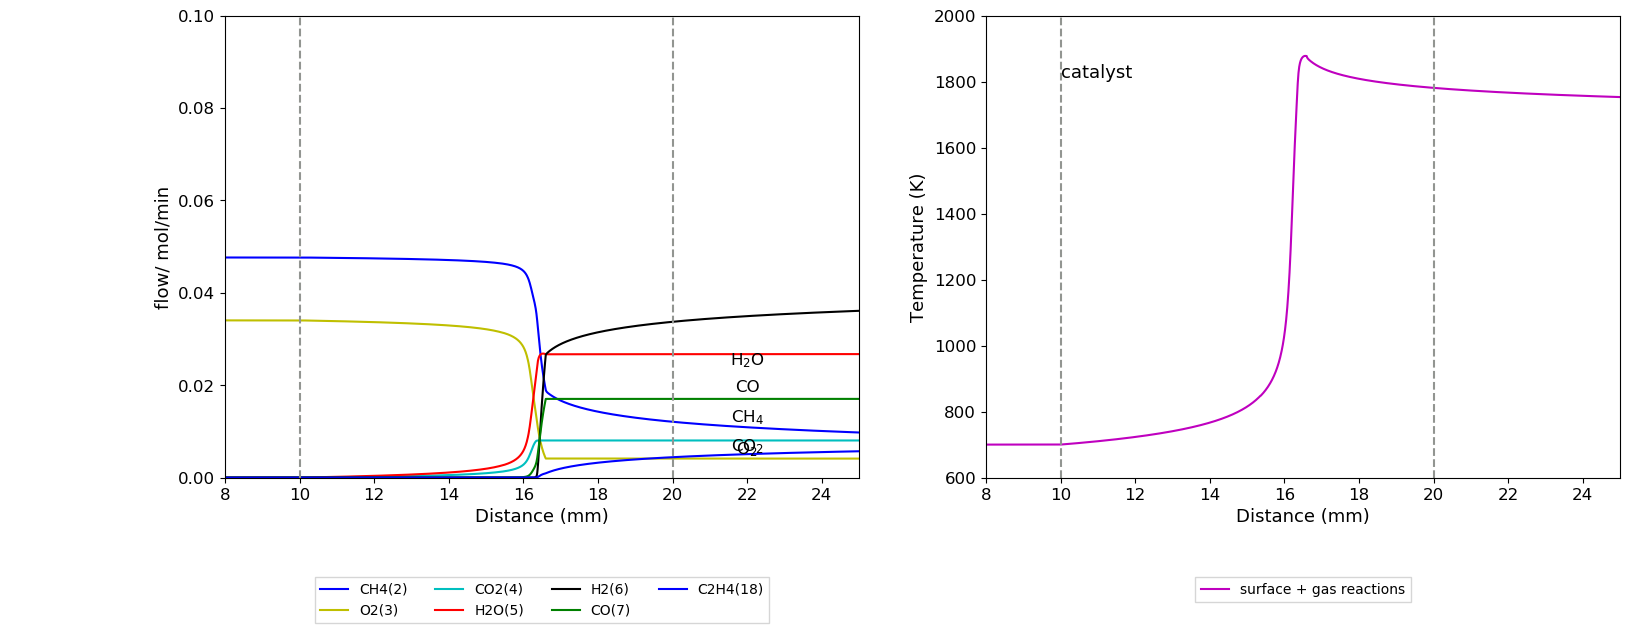 0.10
0.08
0.06
0.04
0.02
0.00
flow/ mol/min
H₂O
CO
CH₄
CO₂
O₂
8 10 12 14 16 18 20 22 24
Distance (mm)
CH4(2) CO2(4) H2(6) C2H4(18)
O2(3) H2O(5) CO(7)
2000
1800
1600
1400
1200
1000
800
600
Temperature (K)
catalyst
8 10 12 14 16 18 20 22 24
Distance (mm)
surface + gas reactions